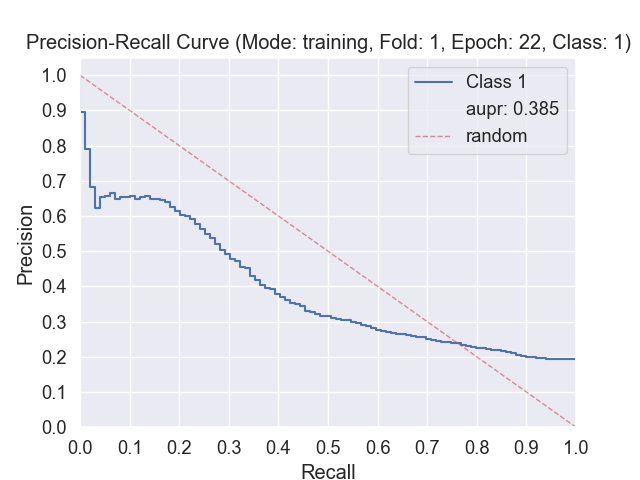 Precision-Recall Curve (Mode: training, Fold: 1, Epoch: 22, Class: 1)
Class 1
aupr: 0.385
random
Precision
1.0
0.9
0.8
0.7
0.6
0.5
0.4
0.3
0.2
0.1
0.0
0.0 0.1 0.2 0.3 0.4 0.5 0.6 0.7 0.8 0.9 1.0
Recall